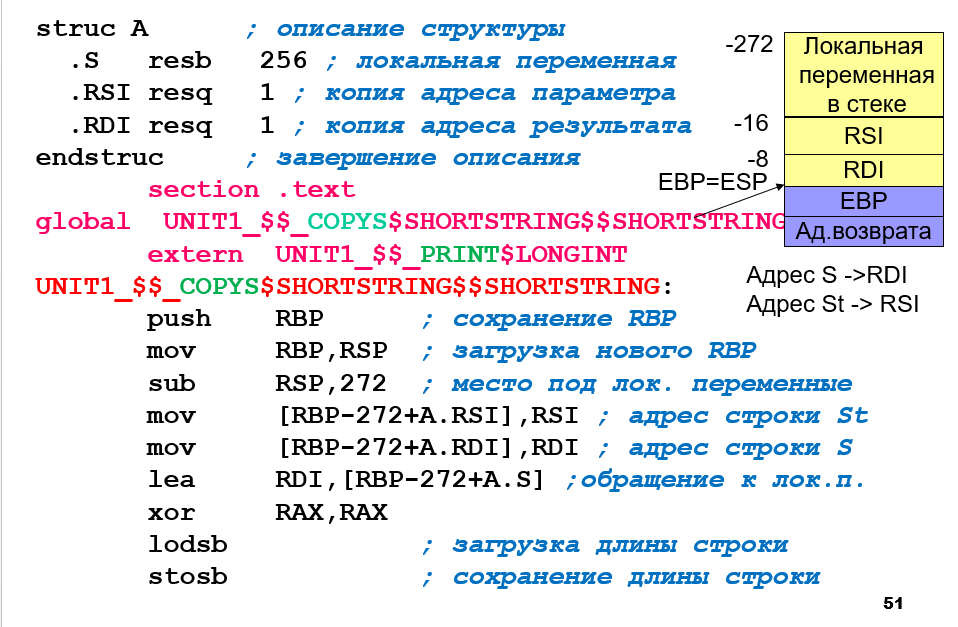 struc A ; описание структуры
.S resb 256 ; локальная переменная
.RSI resq 1 ; копия адреса параметра
.RDI resq 1 ; копия адреса результата
endstruc ; завершение описания
section .text
global UNIT1_$$_COPYS$SHORTSTRING$$SHORTSTRING
extern UNIT1_$$_PRINT$LONGINT
UNIT1_$$_COPYS$SHORTSTRING$$SHORTSTRING:
push RBP ; сохранение RBP
mov RBP,RSP ; загрузка нового RBP
sub RSP,272 ; место под лок. переменные
mov [RBP-272+A.RSI],RSI ; адрес строки St
mov [RBP-272+A.RDI],RDI ; адрес строки S
lea RDI,[RBP-272+A.S] ;обращение к лок.п.
xor RAX,RAX
lodsb ; загрузка длины строки
stosb ; сохранение длины строки
-272
Локальная
переменная
в стеке
-16
RSI
-8
RDI
EBP=ESP
EBP
Ад.возврата
Адрес S ->RDI
Адрес St -> RSI
51